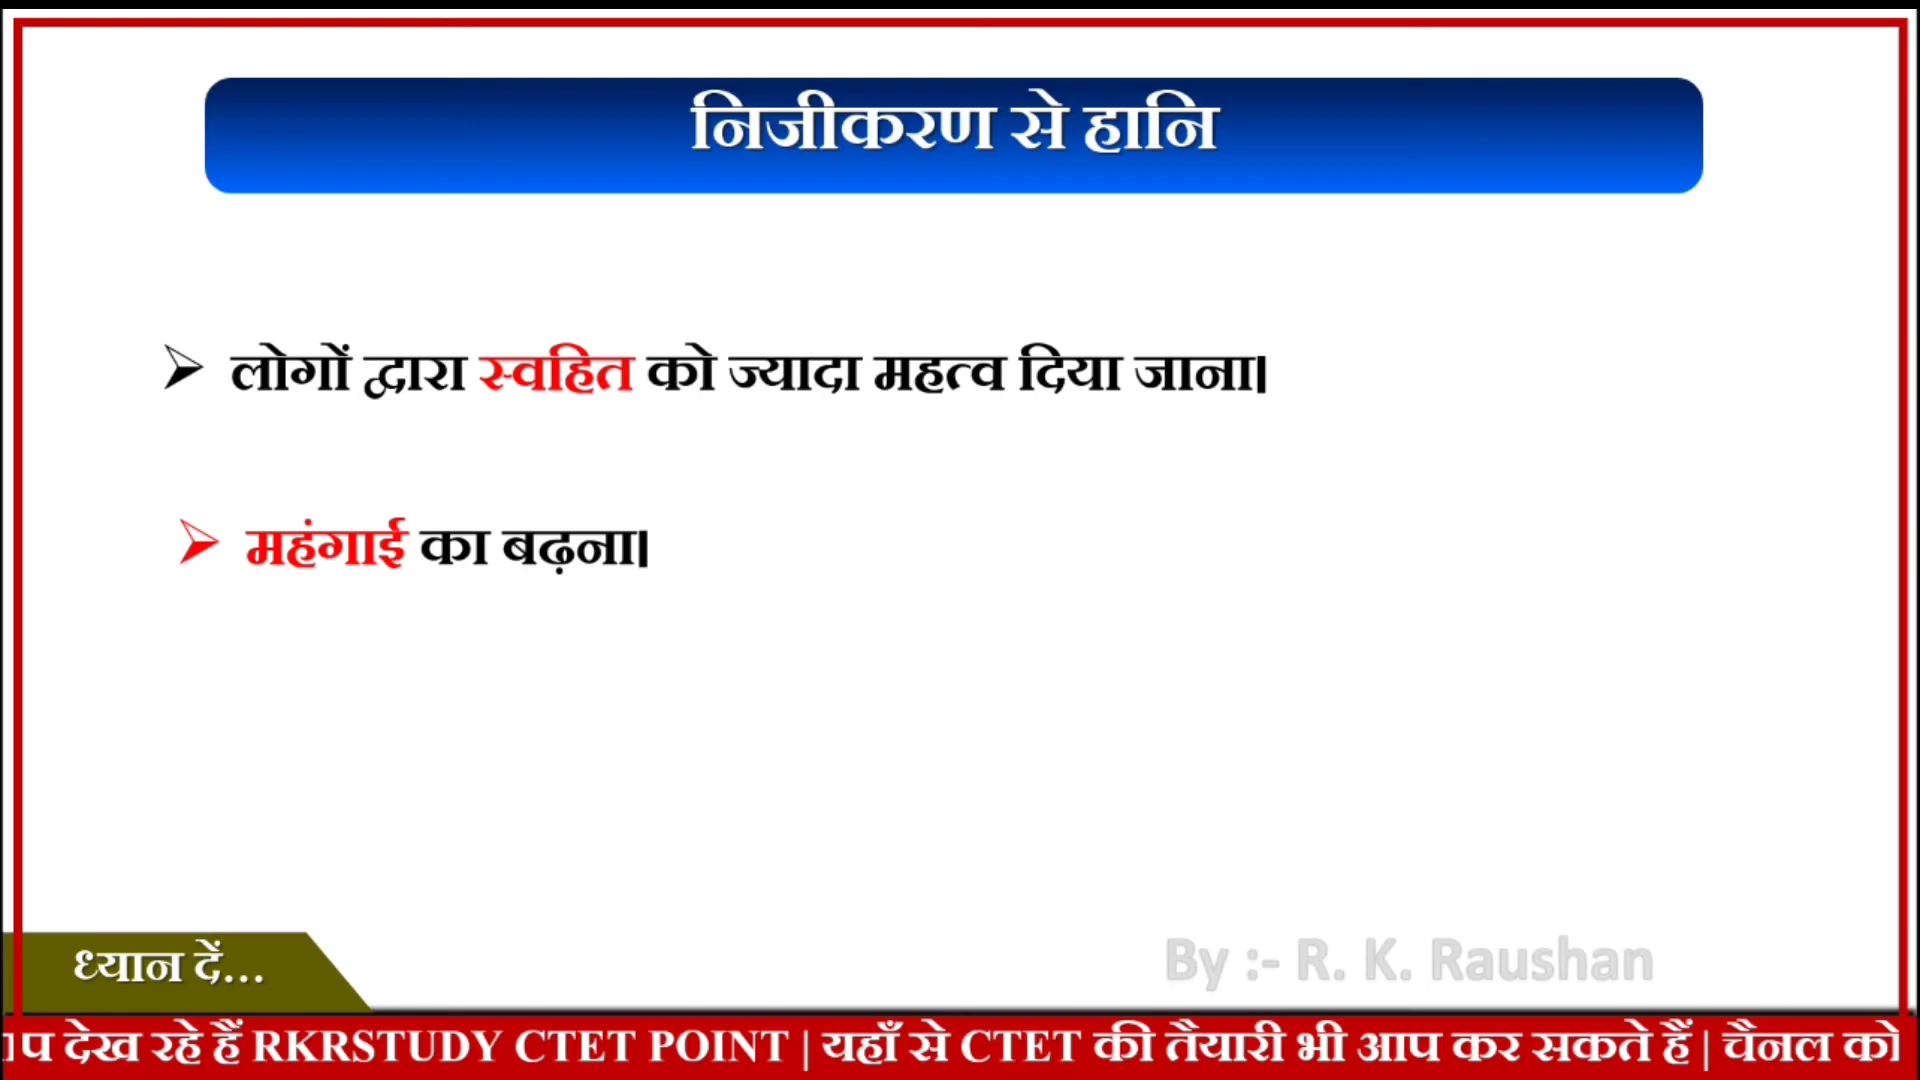 निजीकरण से हानि
लोगों द्वारा स्वहित को ज्यादा महत्व दिया जाना।
महंगाई का बढ़ना।
ध्यान दें...
By :- R. K. Raushan
देख रहे हैं RKRSTUDY CTET POINT | यहाँ से CTET की तैयारी भी आप कर सकते हैं | चैनल को